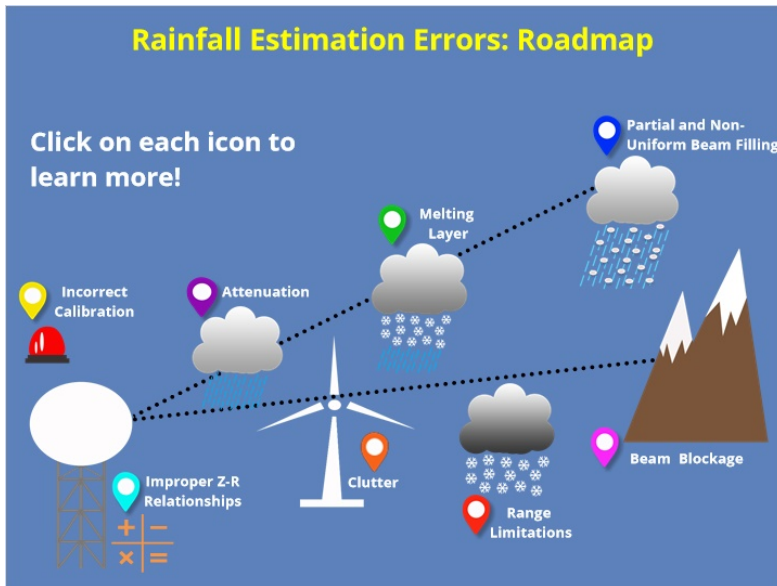 Rainfall Estimation Errors: Roadmap
Click on each icon to
learn more!
Partial and Non-
Uniform Beam Filling
Melting
Layer
Incorrect
Calibration
Attenuation
Improper Z-R
Relationships
+ -
× =
Clutter
Range
Limitations
Beam Blockage